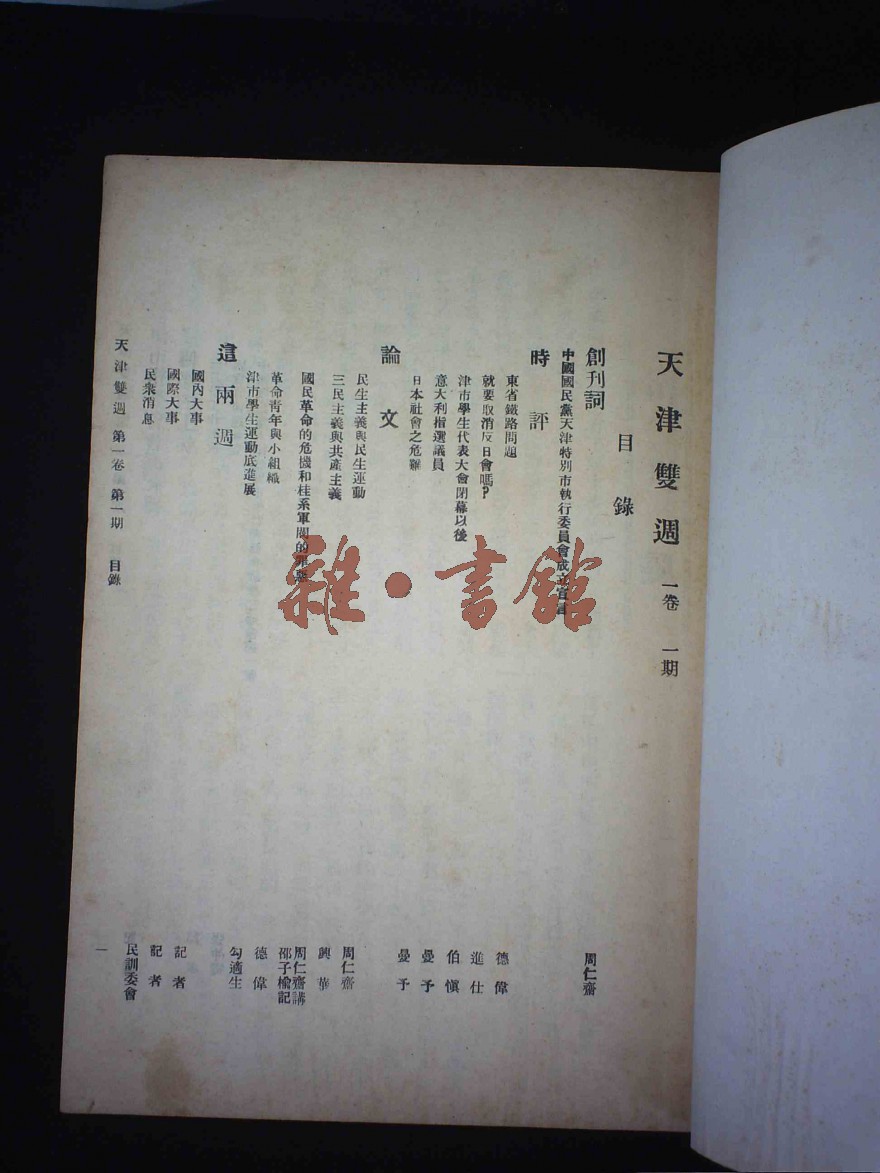 天津雙週 一卷 一期
目錄
創刊詞 周仁齋
中國國民黨天津特別市執行委員會成立宣言
時評
東省鐵路問題 德偉
就要取消反日會嗎? 進仕
津市學生代表大會閉幕以後 伯愼
意大利指選議員 曼予
日本社會之危難 曼予
論文
民生主義與民生運動 周仁齋
三民主義與共產主義 興華
國民革命的危機和桂系軍閥的罪惡 周仁齋講 邵子楡記
革命靑年與小組織 德偉
津市學生運動底進展 勾適生
這兩週
國內大事 記者
國際大事 記者
民衆消息 民訓委會
天津雙週 第一卷 第一期 目錄 一
雜·書館